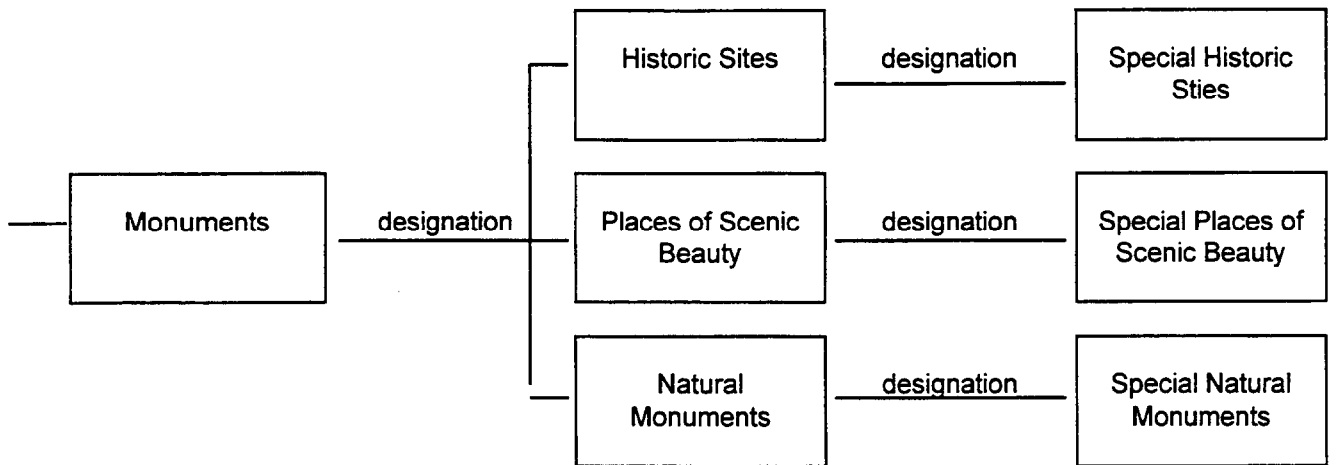 Historic Sites
designation
Special Historic
Sties
Monuments
designation
Places of Scenic
Beauty
designation
Special Places of
Scenic Beauty
Natural
Monuments
designation
Special Natural
Monuments